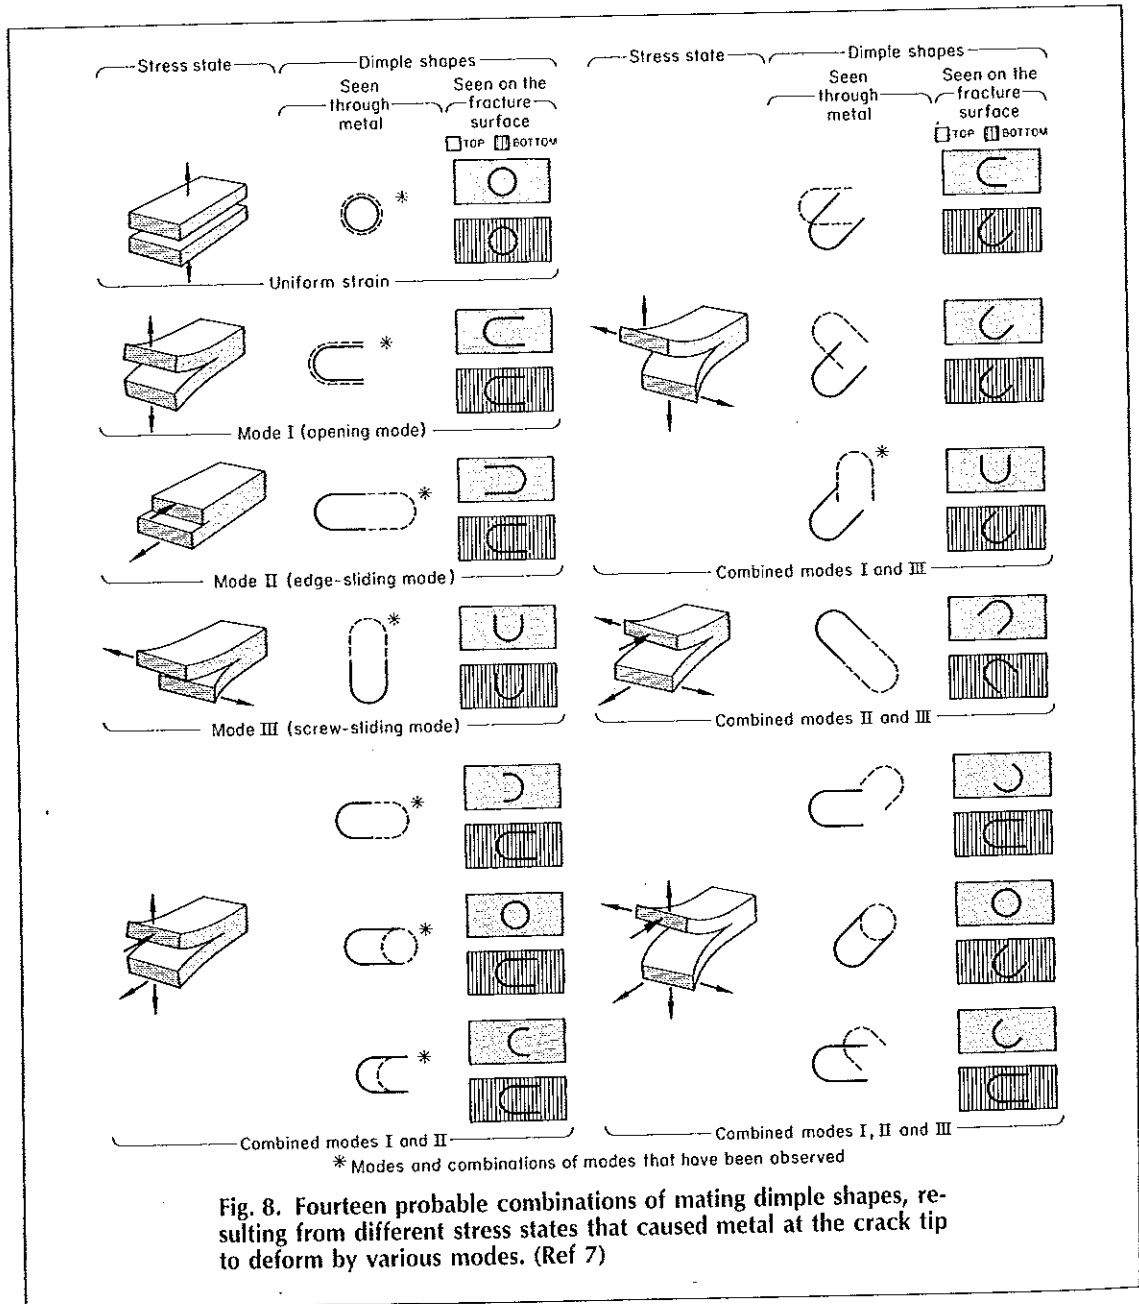 Stress state
Dimple shapes
Seen through metal
Seen on the fracture surface
TOP BOTTOM
Stress state
Dimple shapes
Seen through metal
Seen on the fracture surface
TOP BOTTOM
*
Uniform strain
*
Mode I (opening mode)
*
Mode II (edge-sliding mode)
*
Mode III (screw-sliding mode)
*
*
*
Combined modes I and II
*
Combined modes I and III
Combined modes II and III
Combined modes I, II and III
* Modes and combinations of modes that have been observed
Fig. 8. Fourteen probable combinations of mating dimple shapes, re-
sulting from different stress states that caused metal at the crack tip
to deform by various modes. (Ref 7)